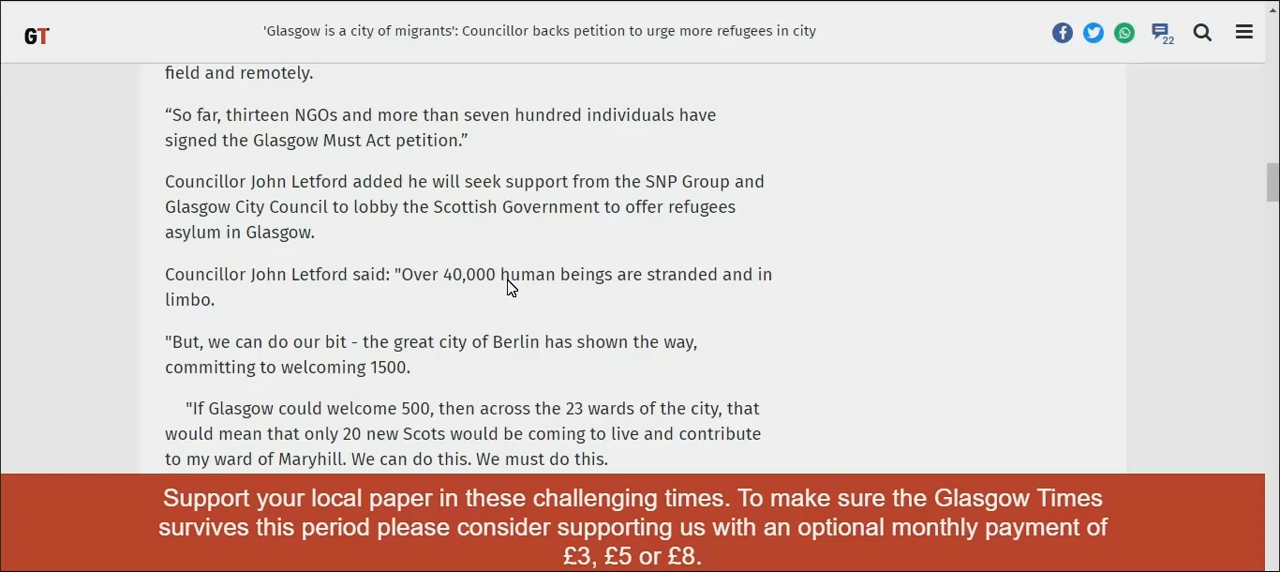 GT
'Glasgow is a city of migrants': Councillor backs petition to urge more refugees in city
22
field and remotely.
“So far, thirteen NGOs and more than seven hundred individuals have
signed the Glasgow Must Act petition.”
Councillor John Letford added he will seek support from the SNP Group and
Glasgow City Council to lobby the Scottish Government to offer refugees
asylum in Glasgow.
Councillor John Letford said: "Over 40,000 human beings are stranded and in
limbo.
"But, we can do our bit - the great city of Berlin has shown the way,
committing to welcoming 1500.
"If Glasgow could welcome 500, then across the 23 wards of the city, that
would mean that only 20 new Scots would be coming to live and contribute
to my ward of Maryhill. We can do this. We must do this.
Support your local paper in these challenging times. To make sure the Glasgow Times
survives this period please consider supporting us with an optional monthly payment of
£3, £5 or £8.